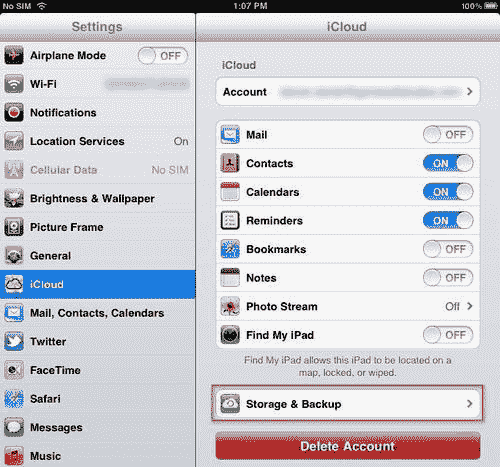 No SIM 1:07 PM 100%
Settings
Airplane Mode OFF
Wi-Fi
Notifications
Location Services On
Cellular Data No SIM
Brightness & Wallpaper
Picture Frame
General
iCloud
Mail, Contacts, Calendars
Twitter
FaceTime
Safari
Messages
Music
iCloud
iCloud
Account
Mail OFF
Contacts ON
Calendars ON
Reminders ON
Bookmarks OFF
Notes OFF
Photo Stream Off
Find My iPad OFF
Find My iPad allows this iPad to be located on a
map, locked, or wiped.
Storage & Backup
Delete Account